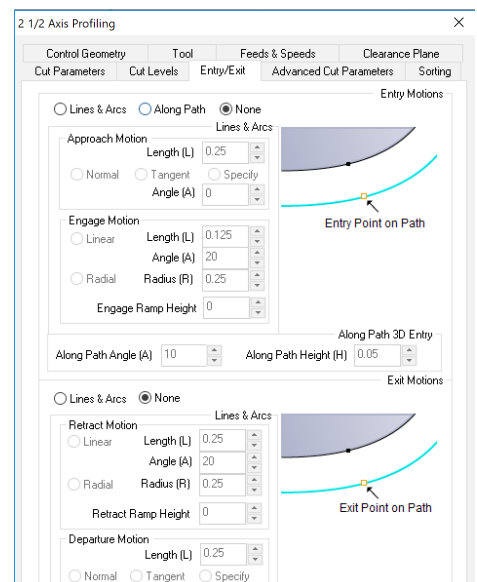 2 1/2 Axis Profiling
Control Geometry Tool Feeds & Speeds Clearance Plane
Cut Parameters Cut Levels Entry/Exit Advanced Cut Parameters Sorting
Entry Motions
Lines & Arcs Along Path None
Lines & Arcs
Approach Motion
Length (L) 0.25
Normal Tangent Specify
Angle (A) 0
Entry Point on Path
Engage Motion
Linear Length (L) 0.125
Angle (A) 20
Radial Radius (R) 0.25
Engage Ramp Height 0
Along Path 3D Entry
Along Path Angle (A) 10 Along Path Height (H) 0.05
Exit Motions
Lines & Arcs None
Lines & Arcs
Retract Motion
Linear Length (L) 0.25
Angle (A) 20
Radial Radius (R) 0.25
Retract Ramp Height 0
Exit Point on Path
Departure Motion
Length (L) 0.25
Normal Tangent Specify